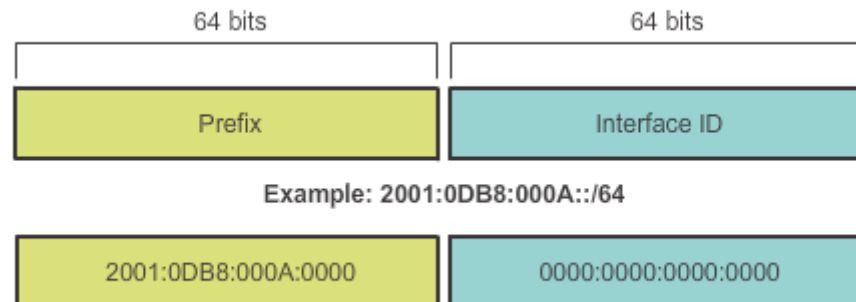 64 bits 64 bits
Prefix Interface ID
Example: 2001:0DB8:000A::/64
2001:0DB8:000A:0000 0000:0000:0000:0000